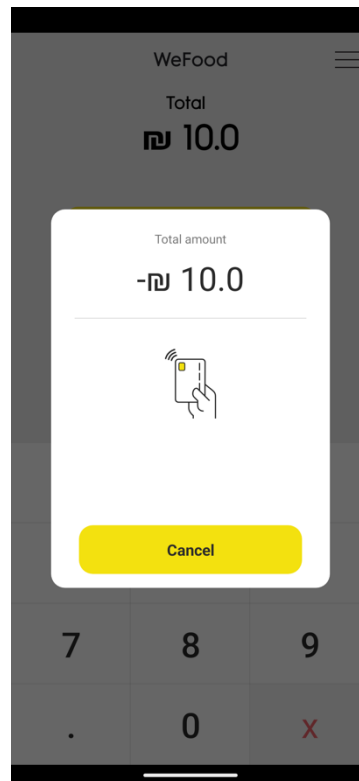 WeFood
Total
₪ 10.0
Total amount
-₪ 10.0
Cancel
7 8 9
. 0 X